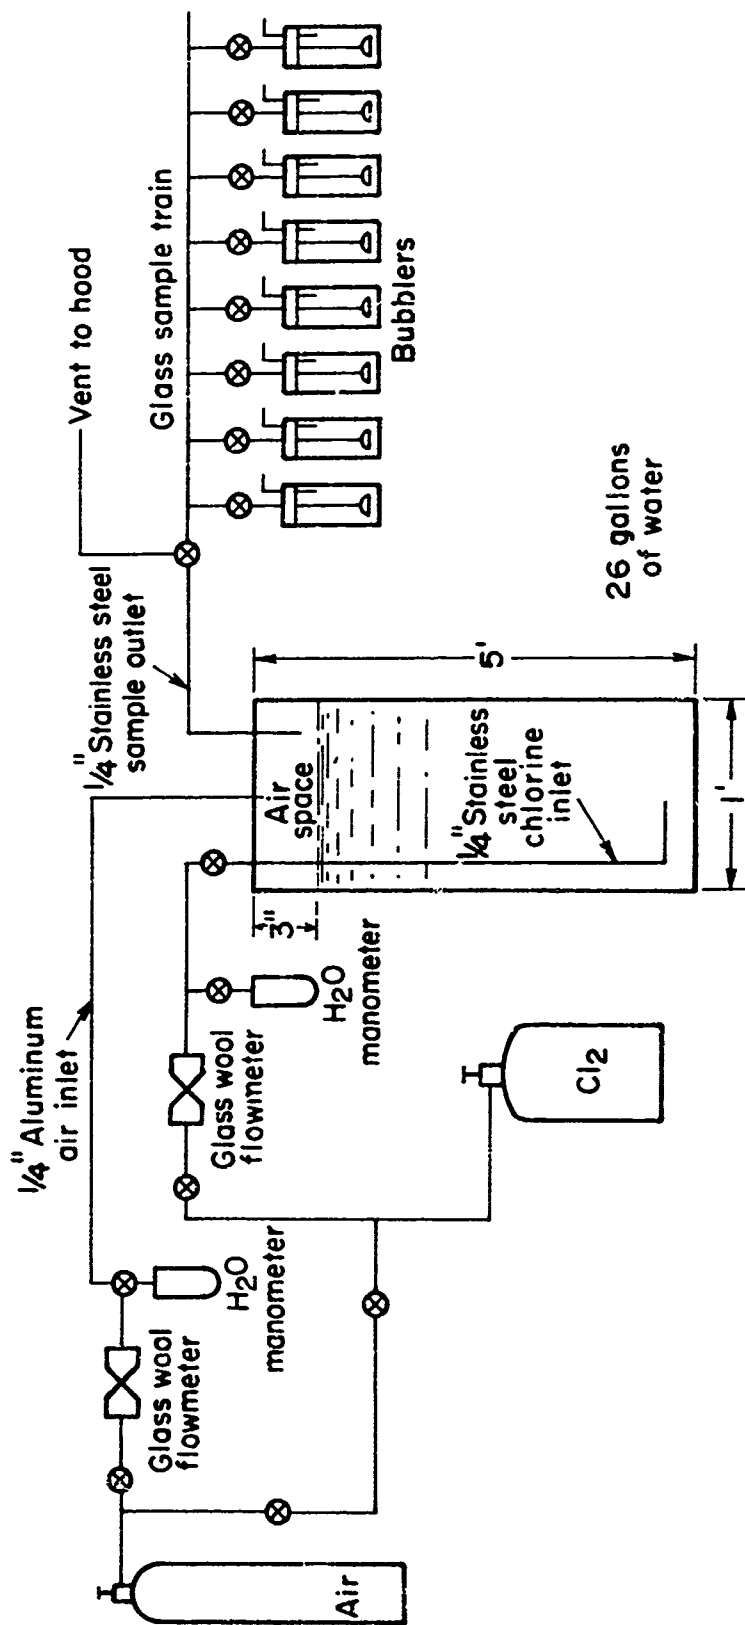 Vent to hood
Glass sample train
Bubblers
1/4" Stainless steel
sample outlet
1/4" Aluminum
air inlet
Air
space
3"
5'
1'
1/4" Stainless
steel
chlorine
inlet
26 gallons
of water
H2O
manometer
Glass wool
flowmeter
H2O
manometer
Glass wool
flowmeter
Cl2
Air